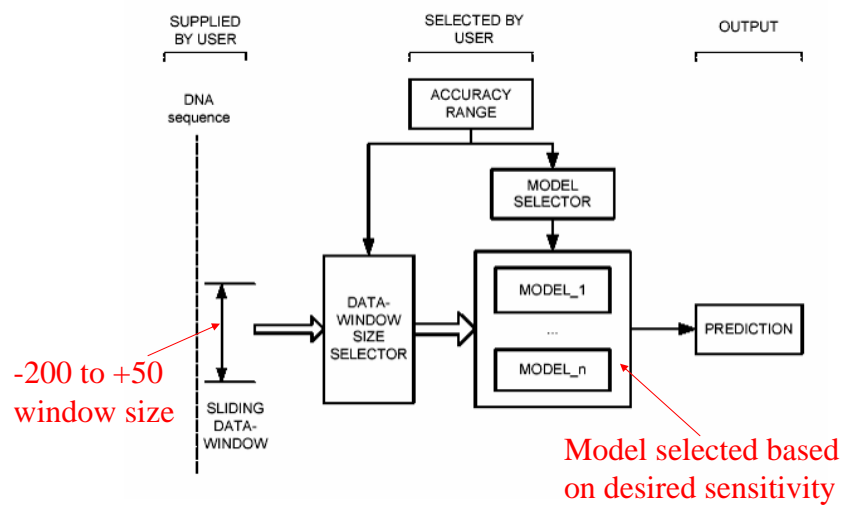 SUPPLIED
BY USER
SELECTED BY
USER
OUTPUT
DNA
sequence
ACCURACY
RANGE
MODEL
SELECTOR
DATA-
WINDOW
SIZE
SELECTOR
MODEL_1
...
MODEL_n
PREDICTION
-200 to +50
window size
SLIDING
DATA-
WINDOW
Model selected based
on desired sensitivity